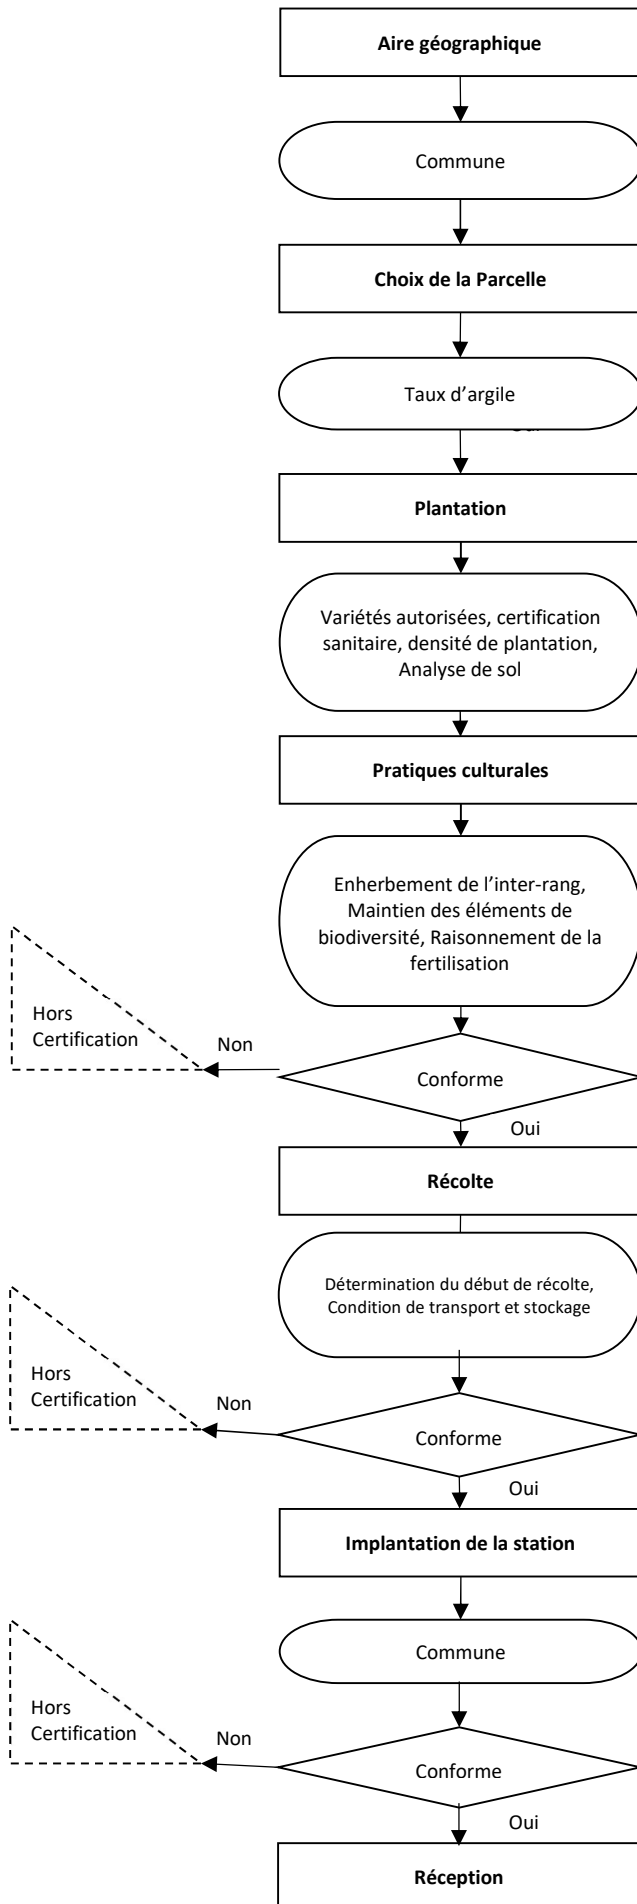 Aire géographique
Commune
Choix de la Parcelle
Taux d’argile
Plantation
Variétés autorisées, certification
sanitaire, densité de plantation,
Analyse de sol
Pratiques culturales
Enherbement de l’inter-rang,
Maintien des éléments de
biodiversité, Raisonnement de la
fertilisation
Hors
Certification
Non
Conforme
Oui
Récolte
Détermination du début de récolte,
Condition de transport et stockage
Hors
Certification
Non
Conforme
Oui
Implantation de la station
Commune
Hors
Certification
Non
Conforme
Oui
Réception